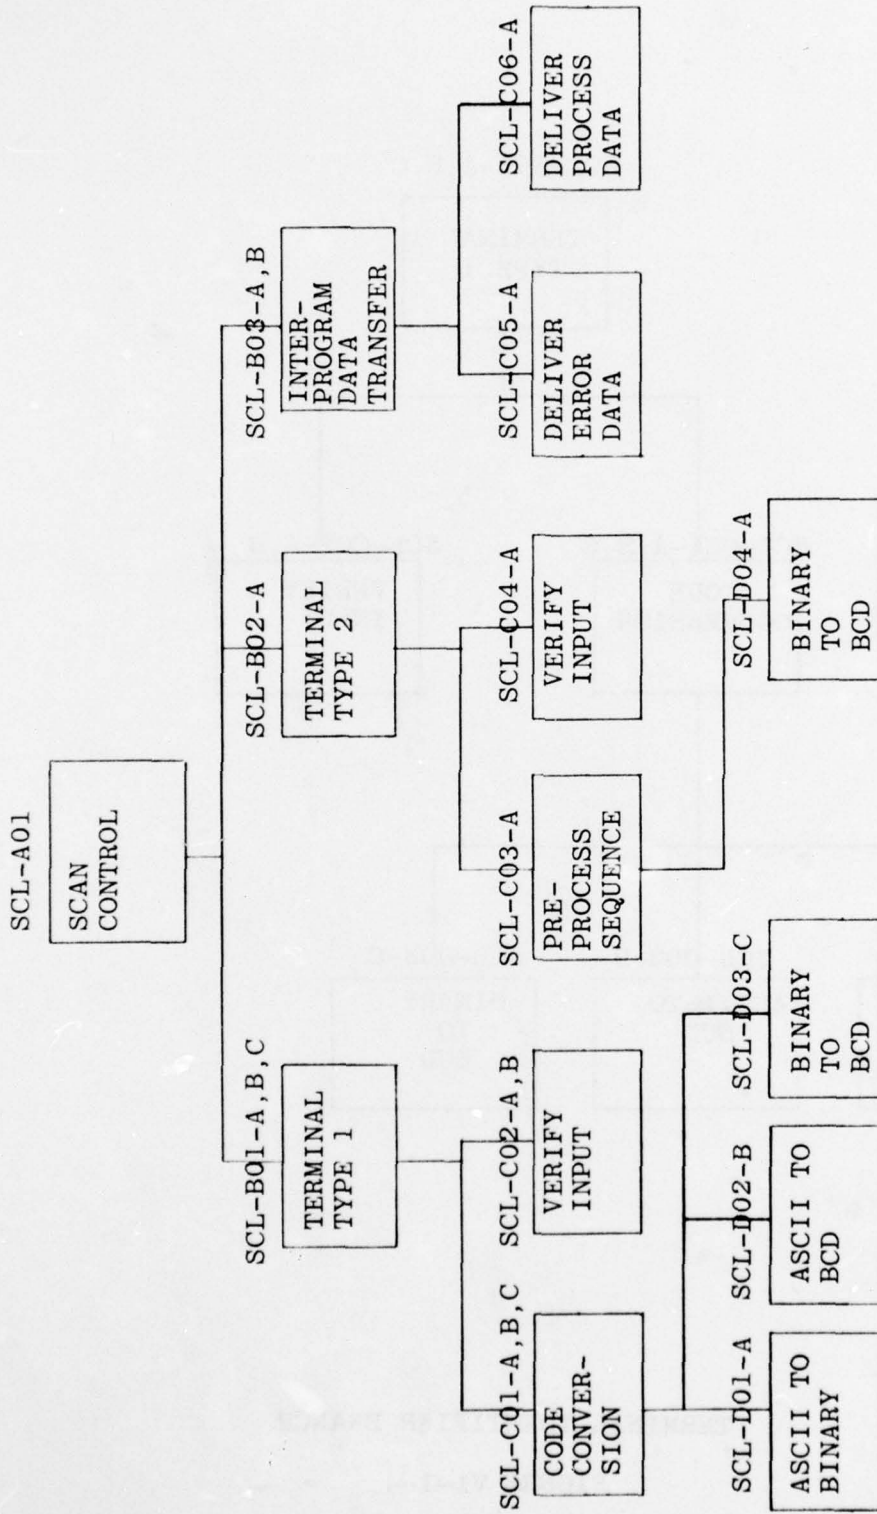 SCL-A01
SCAN
CONTROL
SCL-B01-A,B,C
TERMINAL
TYPE 1
SCL-B02-A
TERMINAL
TYPE 2
SCL-B03-A,B
INTER-
PROGRAM
DATA
TRANSFER
SCL-C01-A,B,C
CODE
CONVER-
SION
SCL-C02-A,B
VERIFY
INPUT
SCL-C03-A
PRE-
PROCESS
SEQUENCE
SCL-C04-A
VERIFY
INPUT
SCL-C05-A
DELIVER
ERROR
DATA
SCL-C06-A
DELIVER
PROCESS
DATA
SCL-D01-A
ASCII TO
BINARY
SCL-D02-B
ASCII TO
BCD
SCL-D03-C
BINARY
TO
BCD
SCL-D04-A
BINARY
TO
BCD